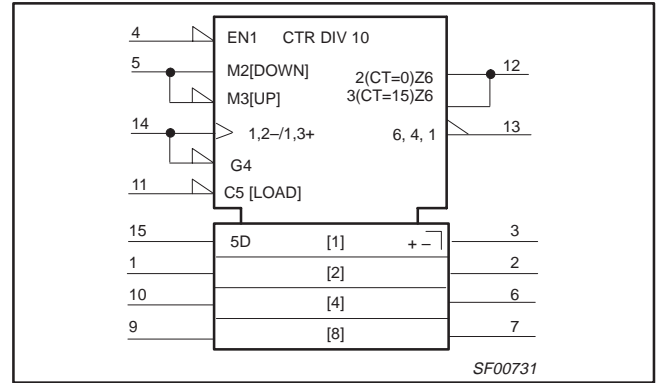 4 EN1 CTR DIV 10
5 M2[DOWN] 2(CT=0)Z6 12
M3[UP] 3(CT=15)Z6
14 1,2–/1,3+ 6, 4, 1 13
G4
11 C5 [LOAD]
15 5D [1] + – 3
1 [2] 2
10 [4] 6
9 [8] 7
SF00731